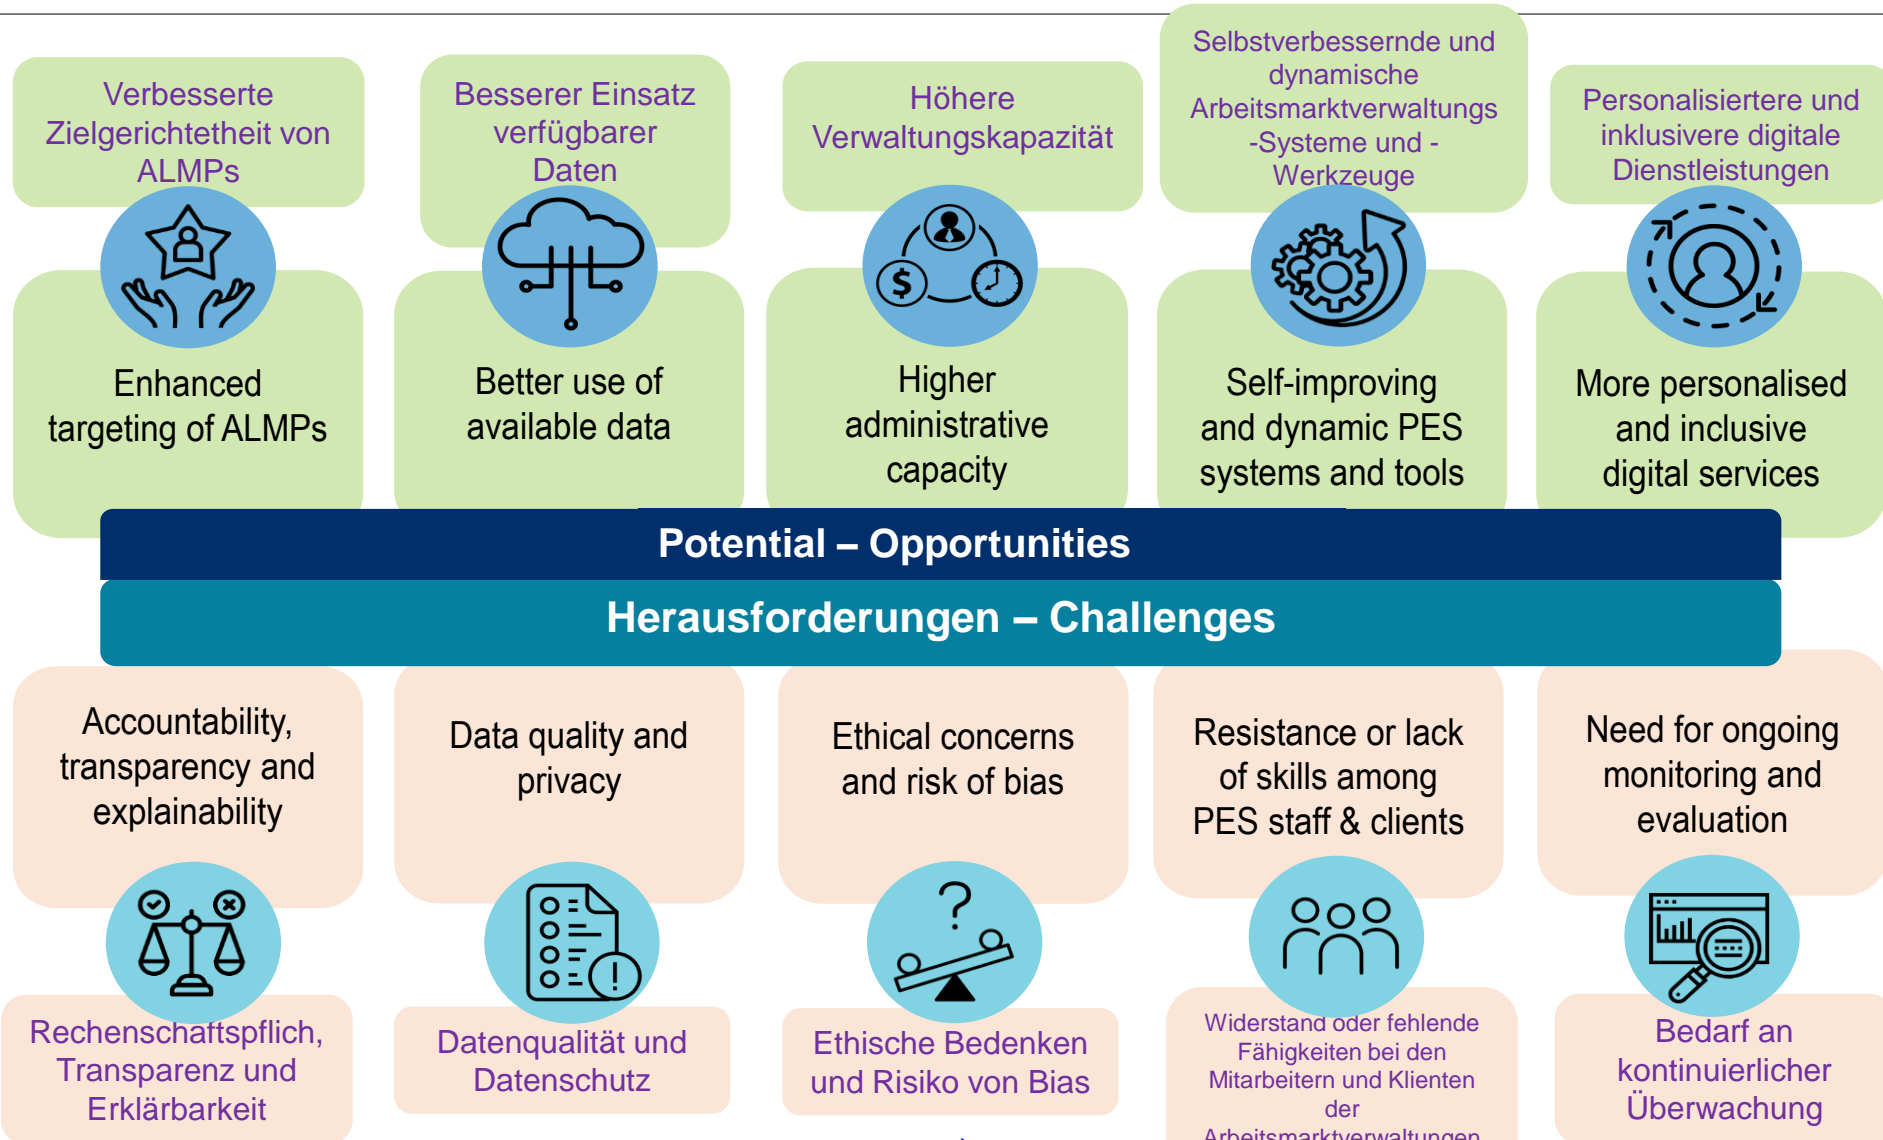 Verbesserte
Zielgerichtetheit von
ALMPs
Besserer Einsatz
verfügbarer
Daten
Höhere
Verwaltungskapazität
Selbstverbessernde und
dynamische
Arbeitsmarktverwaltungs
-Systeme und -
Werkzeuge
Personalisiertere und
inklusivere digitale
Dienstleistungen
$
Enhanced
targeting of ALMPs
Better use of
available data
Higher
administrative
capacity
Self-improving
and dynamic PES
systems and tools
More personalised
and inclusive
digital services
Potential – Opportunities
Herausforderungen – Challenges
Accountability,
transparency and
explainability
Data quality and
privacy
Ethical concerns
and risk of bias
Resistance or lack
of skills among
PES staff & clients
Need for ongoing
monitoring and
evaluation
!
?
Rechenschaftspflich,
Transparenz und
Erklärbarkeit
Datenqualität und
Datenschutz
Ethische Bedenken
und Risiko von Bias
Widerstand oder fehlende
Fähigkeiten bei den
Mitarbeitern und Klienten
der
Arbeitsmarktverwaltungen
Bedarf an
kontinuierlicher
Überwachung